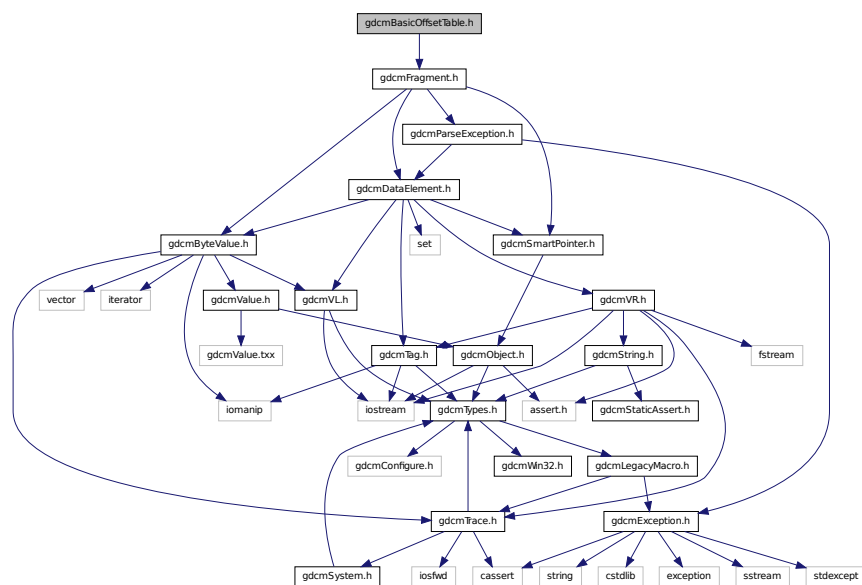 gdcmBasicOffsetTable.h
gdcmFragment.h
gdcmParseException.h
gdcmDataElement.h
gdcmByteValue.h
set
gdcmSmartPointer.h
vector
iterator
gdcmValue.h
gdcmVL.h
gdcmVR.h
gdcmValue.txx
gdcmTag.h
gdcmObject.h
gdcmString.h
fstream
iomanip
iostream
gdcmTypes.h
assert.h
gdcmStaticAssert.h
gdcmConfigure.h
gdcmWin32.h
gdcmLegacyMacro.h
gdcmTrace.h
gdcmException.h
gdcmSystem.h
iosfwd
cassert
string
cstdlib
exception
sstream
stdexcept